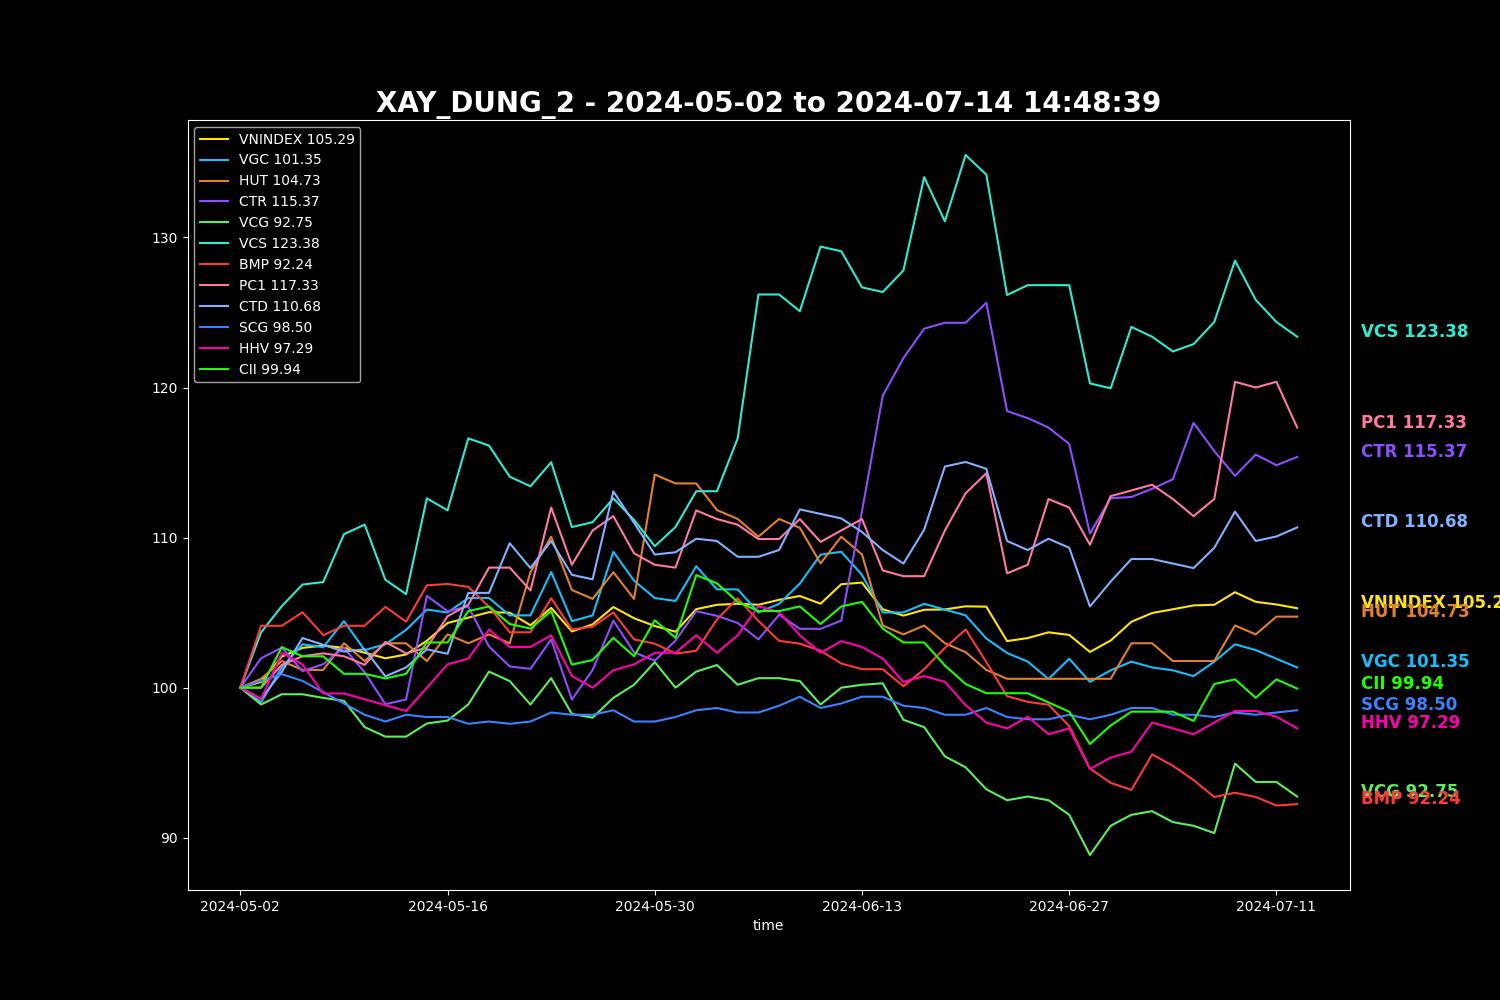 XAY_DUNG_2 - 2024-05-02 to 2024-07-14 14:48:39
VNINDEX 105.29
VGC 101.35
HUT 104.73
CTR 115.37
VCG 92.75
VCS 123.38
BMP 92.24
PC1 117.33
CTD 110.68
SCG 98.50
HHV 97.29
CII 99.94
130
120
110
100
90
VCS 123.38
PC1 117.33
CTR 115.37
CTD 110.68
VNINDEX 105.2
HUT 104.73
VGC 101.35
CII 99.94
SCG 98.50
HHV 97.29
VCG 92.75
BMP 92.24
2024-05-02
2024-05-16
2024-05-30
2024-06-13
2024-06-27
2024-07-11
time